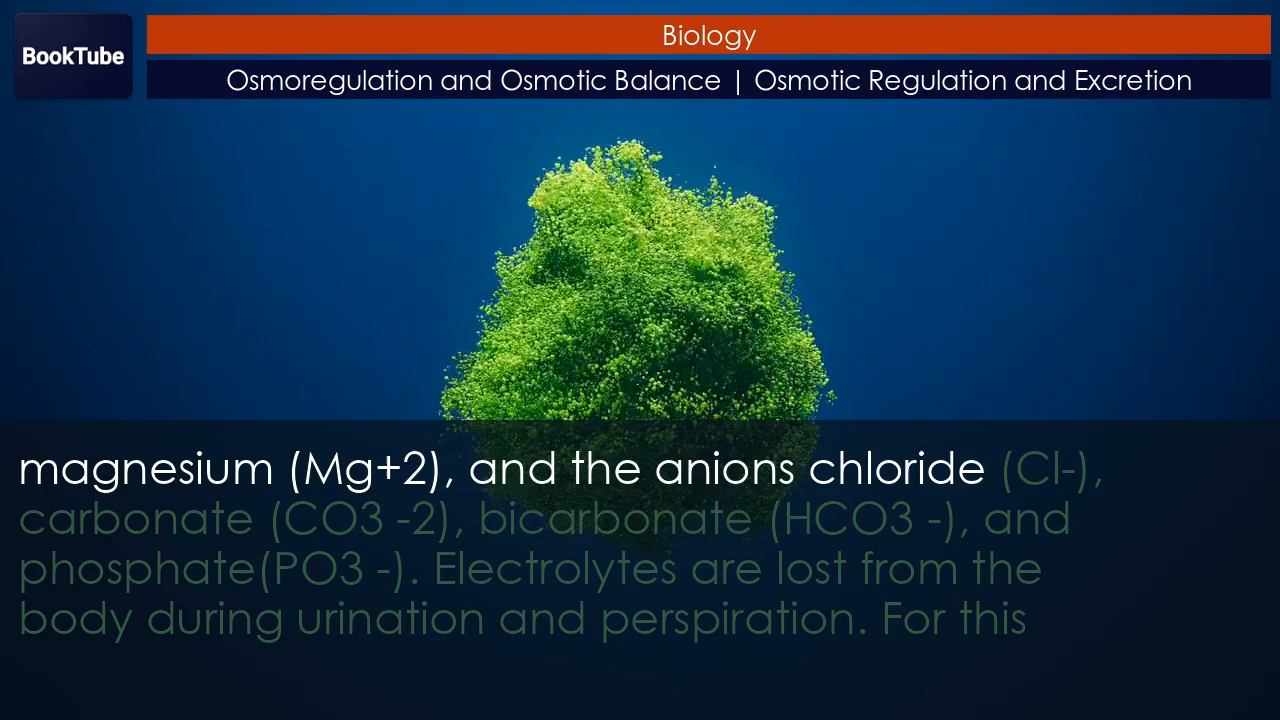 BookTube
Biology
Osmoregulation and Osmotic Balance | Osmotic Regulation and Excretion
magnesium (Mg+2), and the anions chloride (Cl-),
carbonate (CO3 -2), bicarbonate (HCO3 -), and
phosphate(PO3 -). Electrolytes are lost from the
body during urination and perspiration. For this